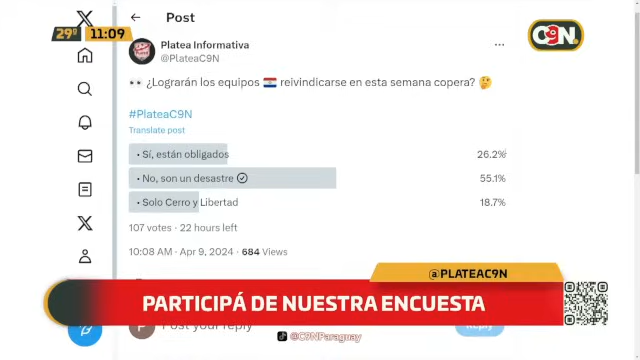 29º 11:09
C9N
Post
Platea Informativa
@PlateaC9N
¿Lograrán los equipos reivindicarse en esta semana copera?
#PlateaC9N
Translate post
• Sí, están obligados 26.2%
• No, son un desastre 55.1%
• Solo Cerro y Libertad 18.7%
107 votes · 22 hours left
10:08 AM · Apr 9, 2024 · 684 Views
@PLATEAC9N
PARTICIPÁ DE NUESTRA ENCUESTA
Post your reply
Reply
@C9NParaguay